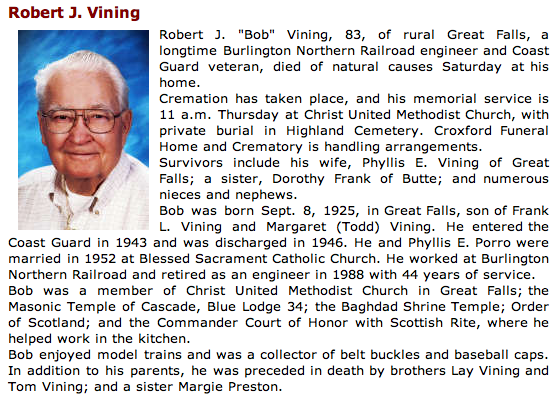 Robert J. Vining
Robert J. "Bob" Vining, 83, of rural Great Falls, a
longtime Burlington Northern Railroad engineer and Coast
Guard veteran, died of natural causes Saturday at his
home.
Cremation has taken place, and his memorial service is
11 a.m. Thursday at Christ United Methodist Church, with
private burial in Highland Cemetery. Croxford Funeral
Home and Crematory is handling arrangements.
Survivors include his wife, Phyllis E. Vining of Great
Falls; a sister, Dorothy Frank of Butte; and numerous
nieces and nephews.
Bob was born Sept. 8, 1925, in Great Falls, son of Frank
L. Vining and Margaret (Todd) Vining. He entered the
Coast Guard in 1943 and was discharged in 1946. He and Phyllis E. Porro were
married in 1952 at Blessed Sacrament Catholic Church. He worked at Burlington
Northern Railroad and retired as an engineer in 1988 with 44 years of service.
Bob was a member of Christ United Methodist Church in Great Falls; the
Masonic Temple of Cascade, Blue Lodge 34; the Baghdad Shrine Temple; Order
of Scotland; and the Commander Court of Honor with Scottish Rite, where he
helped work in the kitchen.
Bob enjoyed model trains and was a collector of belt buckles and baseball caps.
In addition to his parents, he was preceded in death by brothers Lay Vining and
Tom Vining; and a sister Margie Preston.